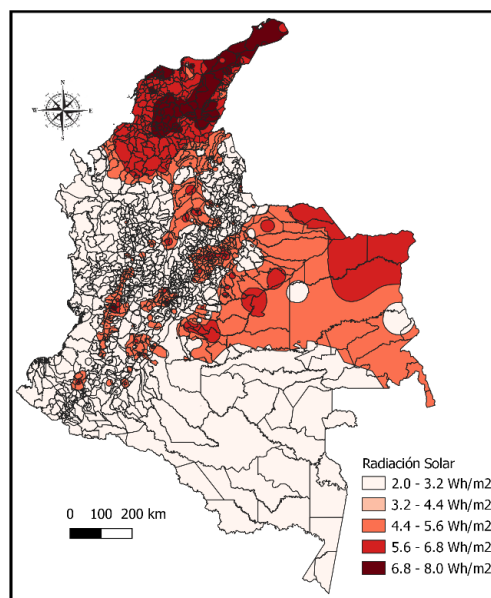 N
W E
S
Radiación Solar
2.0 - 3.2 Wh/m2
3.2 - 4.4 Wh/m2
4.4 - 5.6 Wh/m2
5.6 - 6.8 Wh/m2
6.8 - 8.0 Wh/m2
0 100 200 km